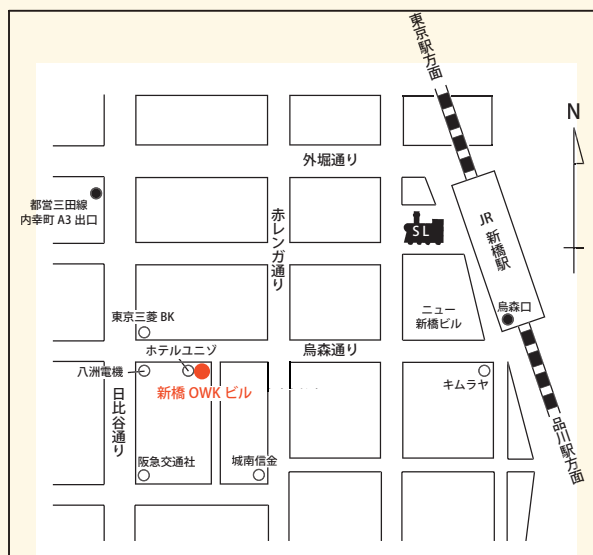 東京駅方面
N
外堀通り
都営三田線
内幸町 A3 出口
赤レンガ通り
SL
JR 新橋駅
烏森口
ニュー
新橋ビル
東京三菱 BK
ホテルユニゾ
烏森通り
八洲電機
新橋 OWK ビル
キムラヤ
日比谷通り
品川駅方面
阪急交通社
城南信金